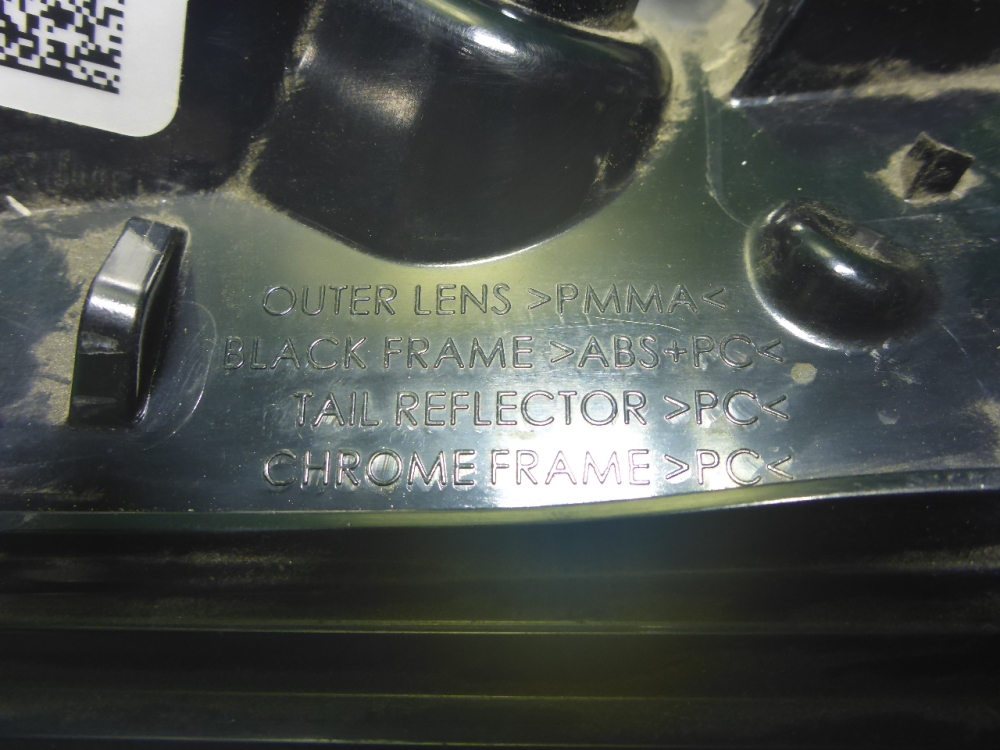 OUTER LENS >PMMA<
BLACK FRAME >ABS+PC<
TAIL REFLECTOR >PC<
CHROME FRAME >PC<